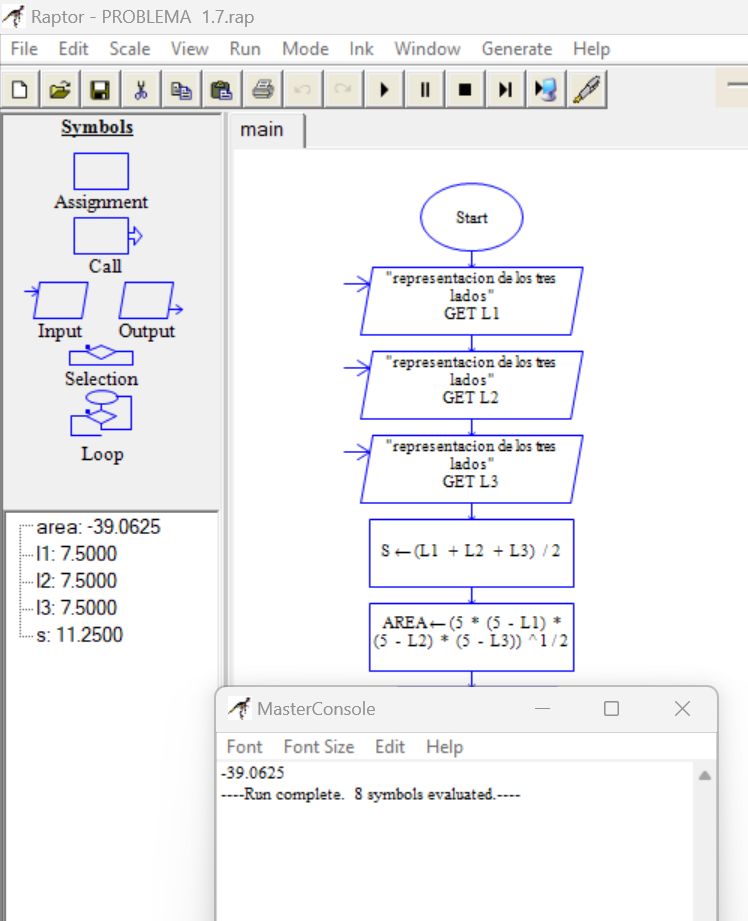 Raptor - PROBLEMA 1.7.rap
File Edit Scale View Run Mode Ink Window Generate Help
Symbols
Assignment
Call
Input Output
Selection
Loop
area: -39.0625
l1: 7.5000
l2: 7.5000
l3: 7.5000
s: 11.2500
main
Start
"representacion de los tres
lados"
GET L1
"representacion de los tres
lados"
GET L2
"representacion de los tres
lados"
GET L3
S ← (L1 + L2 + L3) / 2
AREA ← (5 * (5 - L1) *
(5 - L2) * (5 - L3)) ^1/2
MasterConsole
Font Font Size Edit Help
-39.0625
----Run complete. 8 symbols evaluated.----